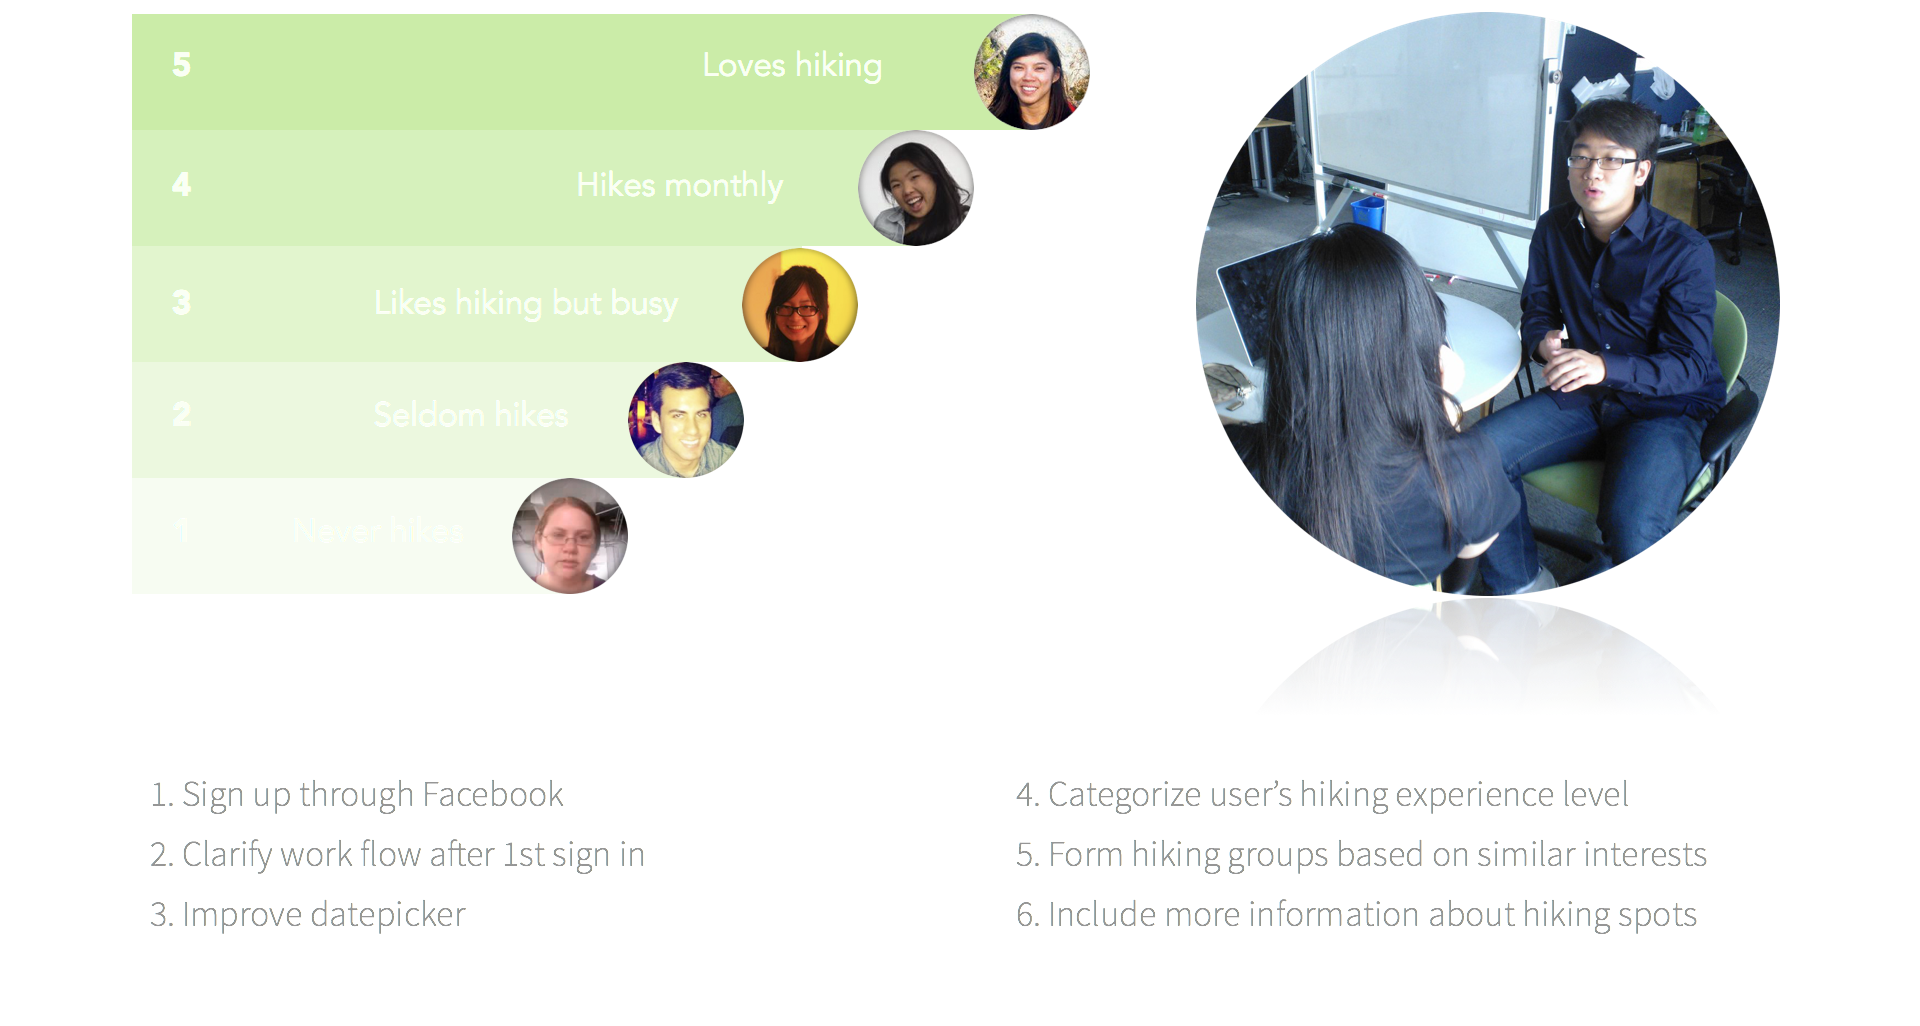 5 Loves hiking
4 Hikes monthly
3 Likes hiking but busy
2 Seldom hikes
1 Never hikes
1. Sign up through Facebook
2. Clarify work flow after 1st sign in
3. Improve datepicker
4. Categorize user’s hiking experience level
5. Form hiking groups based on similar interests
6. Include more information about hiking spots